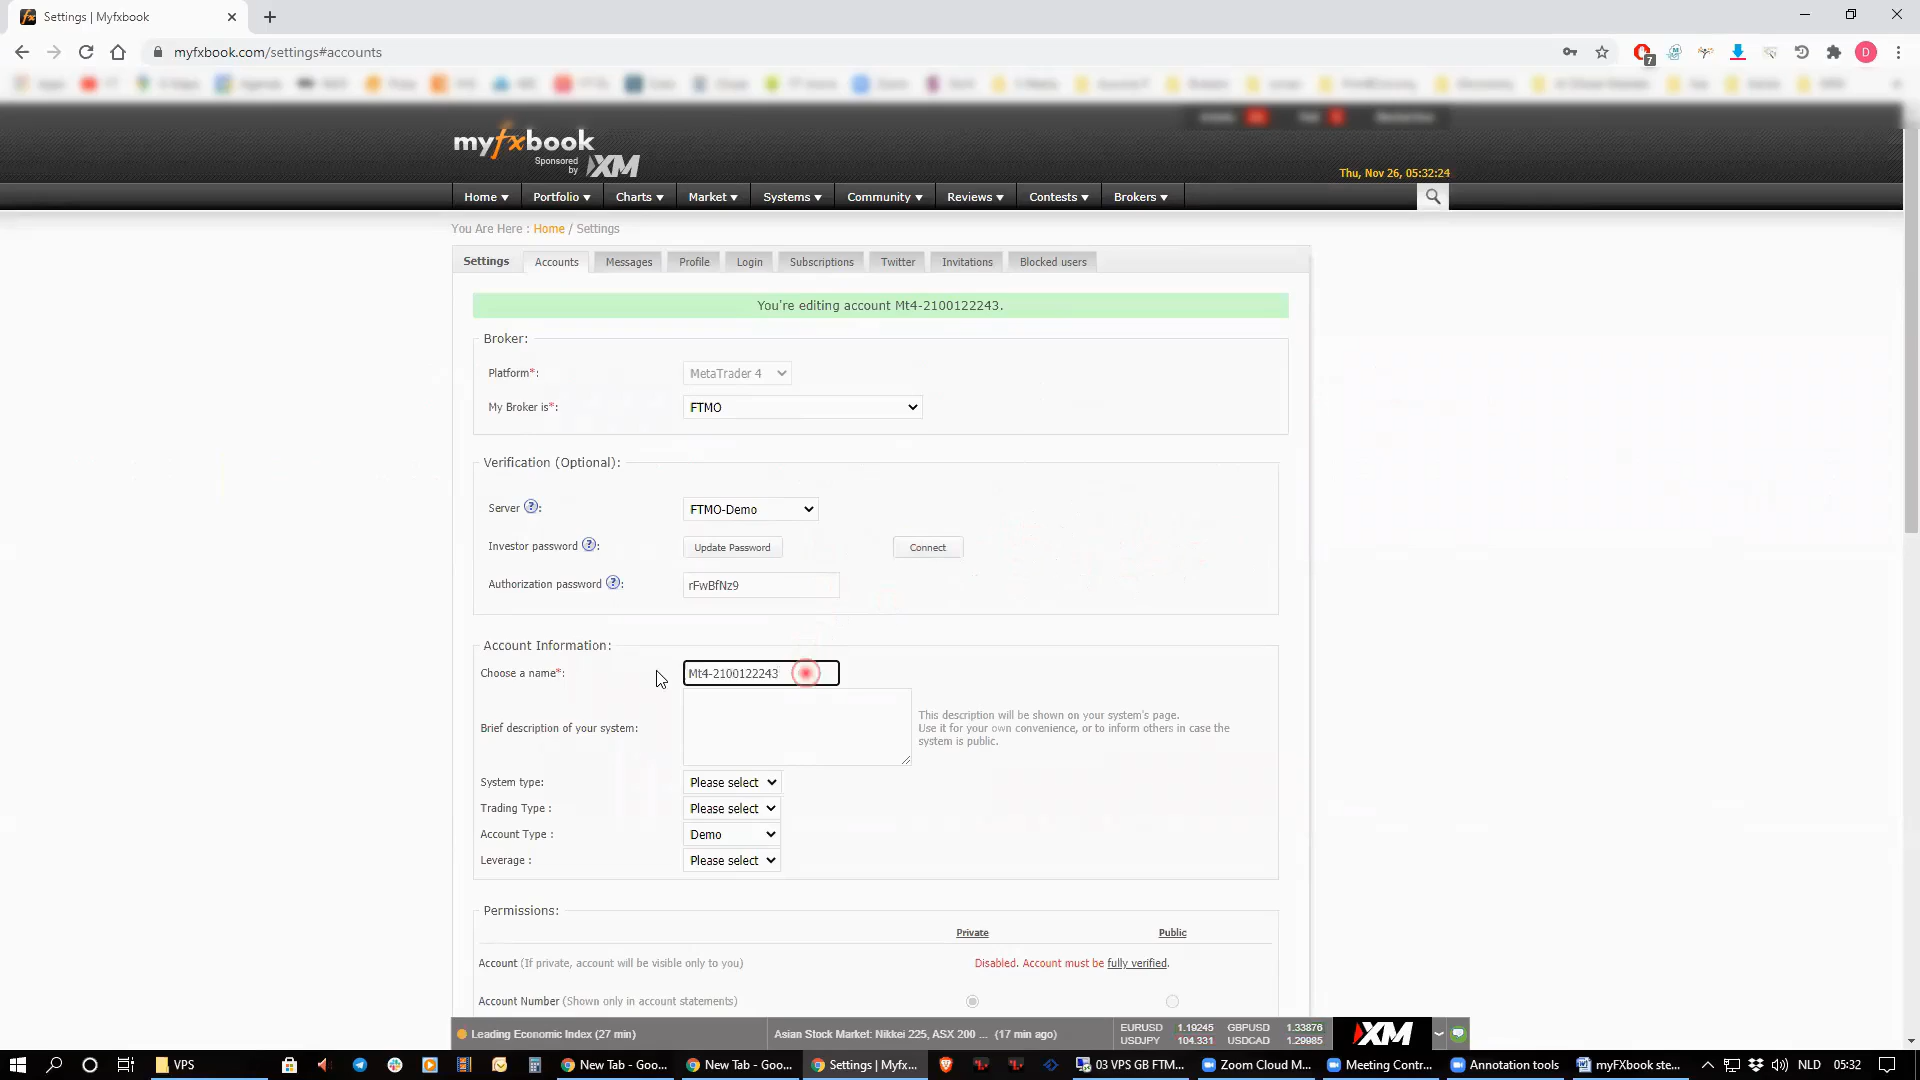 Settings | Myfxbook
myfxbook.com/settings#accounts
7
D
myfxbook
Sponsored by XM
Thu, Nov 26, 05:32:24
Home ▾ Portfolio ▾ Charts ▾ Market ▾ Systems ▾ Community ▾ Reviews ▾ Contests ▾ Brokers ▾
You Are Here : Home / Settings
Settings Accounts Messages Profile Login Subscriptions Twitter Invitations Blocked users
You're editing account Mt4-2100122243.
Broker:
Platform*: MetaTrader 4
My Broker is*: FTMO
Verification (Optional):
Server ?: FTMO-Demo
Investor password ?: Update Password Connect
Authorization password ?: rFwBfNz9
Account Information:
Choose a name*: Mt4-2100122243
This description will be shown on your system's page.
Brief description of your system: Use it for your own convenience, or to inform others in case the
system is public.
System type: Please select
Trading Type : Please select
Account Type : Demo
Leverage : Please select
Permissions:
Private Public
Account (If private, account will be visible only to you) Disabled. Account must be fully verified.
Account Number (Shown only in account statements)
Leading Economic Index (27 min) Asian Stock Market: Nikkei 225, ASX 200 ... (17 min ago) EURUSD 1.19245 GBPUSD 1.33876 XM
USDJPY 104.331 USDCAD 1.29985
VPS New Tab - Goo... New Tab - Goo... Settings | Myfx... 03 VPS GB FTM... Zoom Cloud M... Meeting Contr... Annotation tools myFXbook ste... NLD 05:32